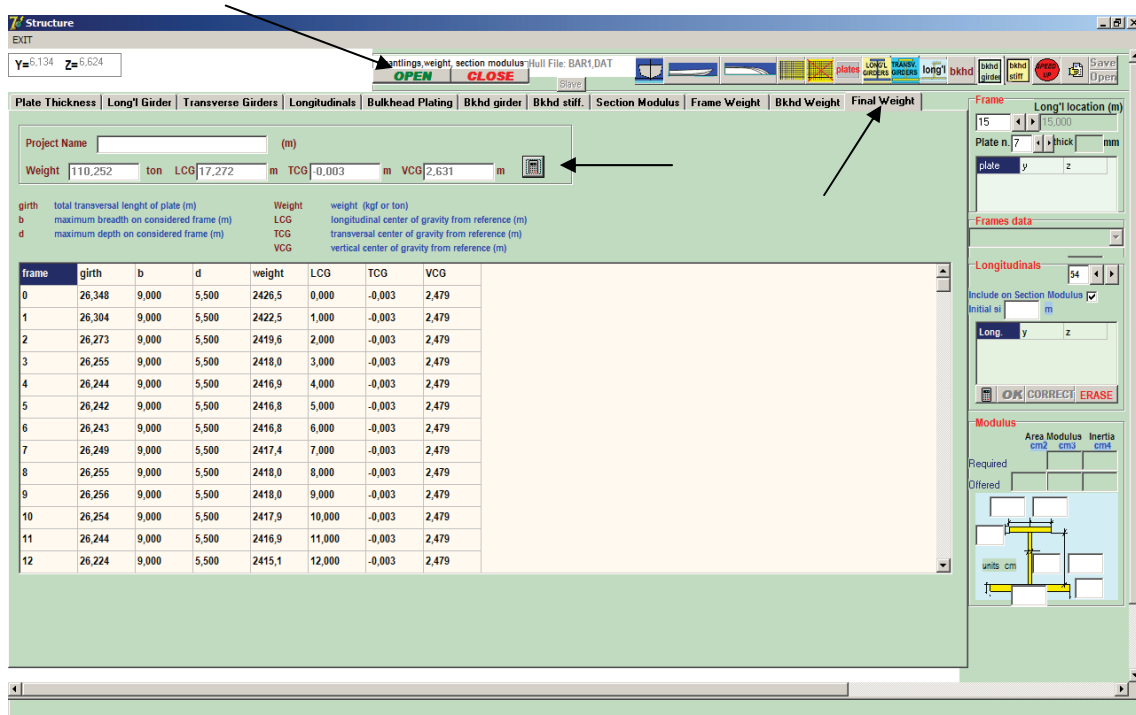 Structure
EXIT
Y=6,134 Z=6,624
antlings,weight, section modulus Hull File: BAR1,DAT
OPEN CLOSE
Slave
plates LONG'L GIRDERS TRANSV. GIRDERS long'l bkhd bkhd girder bkhd stiff SPEED UP Save Open
Plate Thickness Long'l Girder Transverse Girders Longitudinals Bulkhead Plating Bkhd girder Bkhd stiff. Section Modulus Frame Weight Bkhd Weight Final Weight
Project Name (m)
Weight 110,252 ton LCG 17,272 m TCG -0,003 m VCG 2,631 m
girth total transversal lenght of plate (m) Weight weight (kgf or ton)
b maximum breadth on considered frame (m) LCG longitudinal center of gravity from reference (m)
d maximum depth on considered frame (m) TCG transversal center of gravity from reference (m)
VCG vertical center of gravity from reference (m)
frame girth b d weight LCG TCG VCG
0 26,348 9,000 5,500 2426,5 0,000 -0,003 2,479
1 26,304 9,000 5,500 2422,5 1,000 -0,003 2,479
2 26,273 9,000 5,500 2419,6 2,000 -0,003 2,479
3 26,255 9,000 5,500 2418,0 3,000 -0,003 2,479
4 26,244 9,000 5,500 2416,9 4,000 -0,003 2,479
5 26,242 9,000 5,500 2416,8 5,000 -0,003 2,479
6 26,243 9,000 5,500 2416,8 6,000 -0,003 2,479
7 26,249 9,000 5,500 2417,4 7,000 -0,003 2,479
8 26,255 9,000 5,500 2418,0 8,000 -0,003 2,479
9 26,256 9,000 5,500 2418,0 9,000 -0,003 2,479
10 26,254 9,000 5,500 2417,9 10,000 -0,003 2,479
11 26,244 9,000 5,500 2416,9 11,000 -0,003 2,479
12 26,224 9,000 5,500 2415,1 12,000 -0,003 2,479
Frame
Long'l location (m)
15 15,000
Plate n. 7 thick mm
plate y z
Frames data
Longitudinals
54
Include on Section Modulus
Initial si m
Long. y z
OK CORRECT ERASE
Modulus
Area Modulus Inertia
cm2 cm3 cm4
Required
Offered
units cm